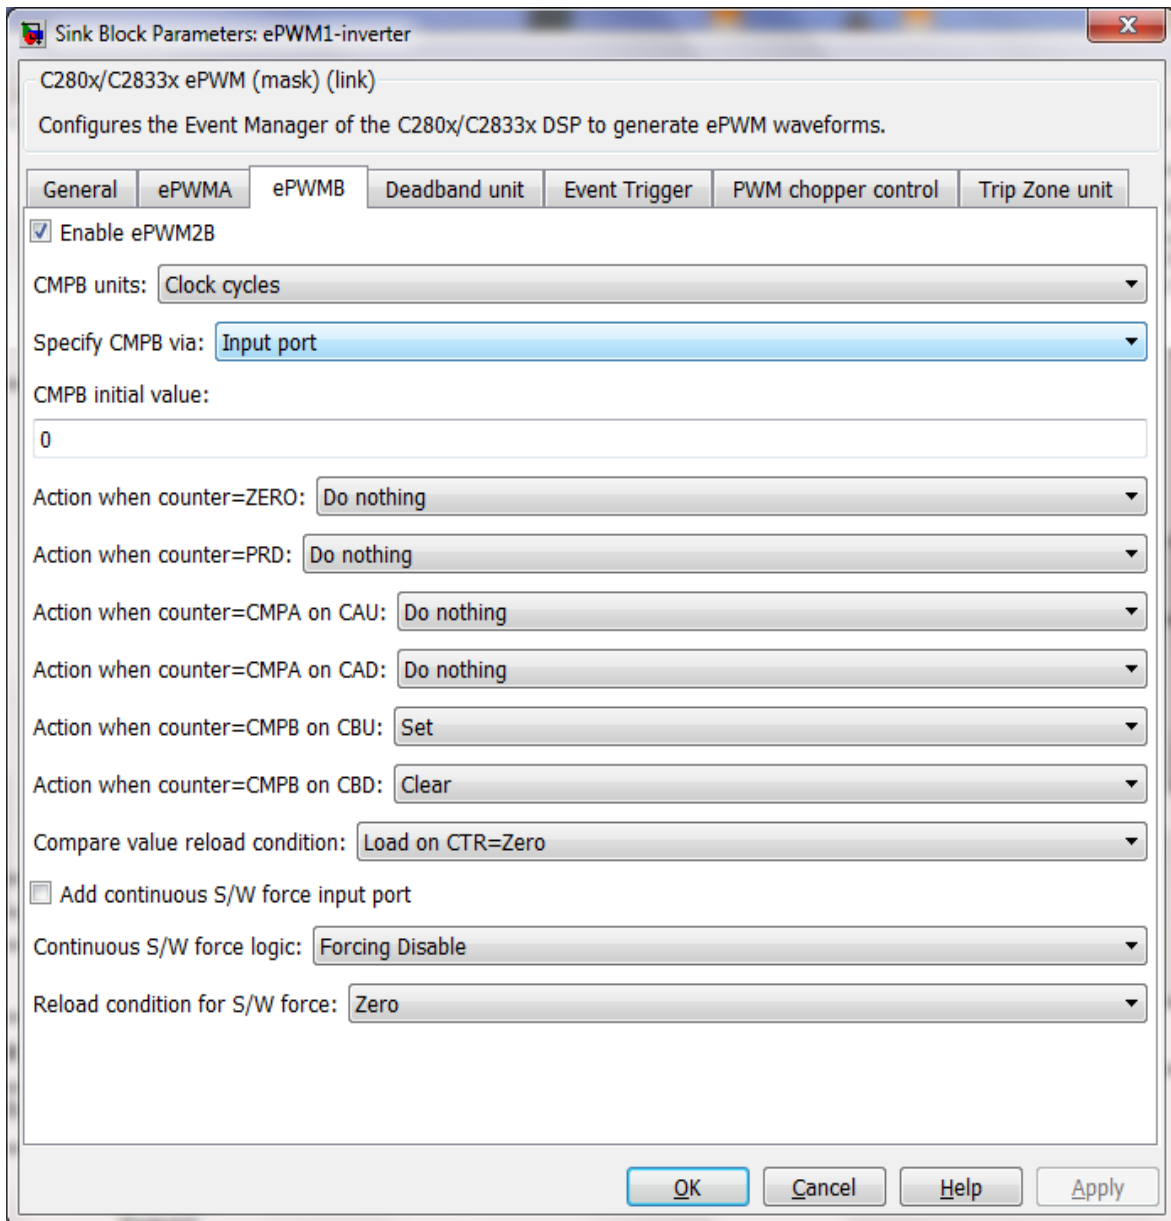 Sink Block Parameters: ePWM1-inverter
X
C280x/C2833x ePWM (mask) (link)
Configures the Event Manager of the C280x/C2833x DSP to generate ePWM waveforms.
General ePWMA ePWMB Deadband unit Event Trigger PWM chopper control Trip Zone unit
Enable ePWM2B
CMPB units: Clock cycles
Specify CMPB via: Input port
CMPB initial value:
0
Action when counter=ZERO: Do nothing
Action when counter=PRD: Do nothing
Action when counter=CMPA on CAU: Do nothing
Action when counter=CMPA on CAD: Do nothing
Action when counter=CMPB on CBU: Set
Action when counter=CMPB on CBD: Clear
Compare value reload condition: Load on CTR=Zero
Add continuous S/W force input port
Continuous S/W force logic: Forcing Disable
Reload condition for S/W force: Zero
OK Cancel Help Apply